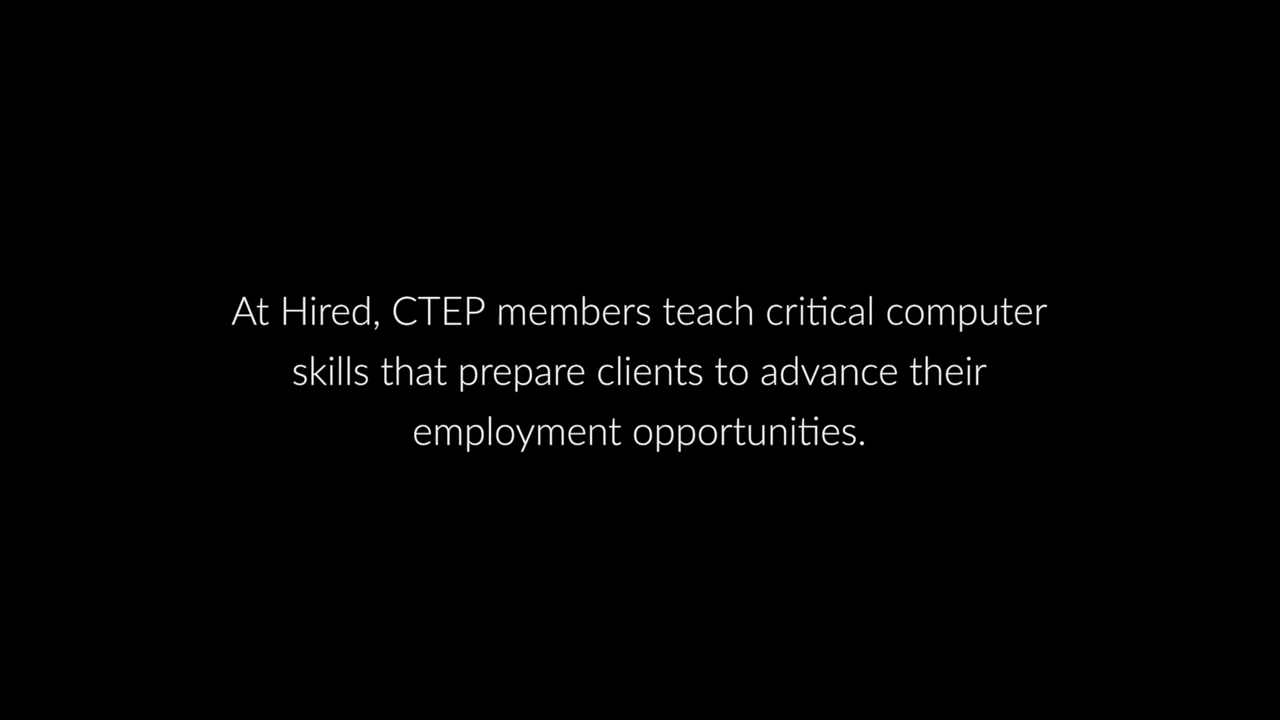 At Hired, CTEP members teach critical computer
skills that prepare clients to advance their
employment opportunities.